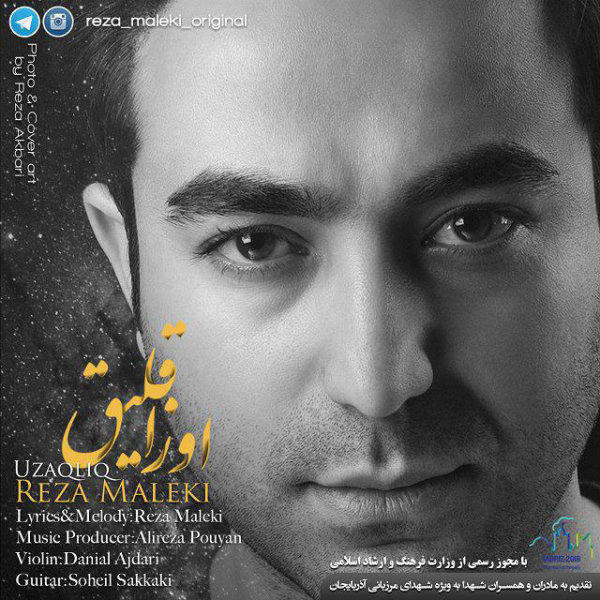 reza_maleki_original
Photo & Cover art
by Reza Akbari
اوزاقلیق
UZAQLIQ
REZA MALEKI
Lyrics&Melody:Reza Maleki
Music Producer:Alireza Pouyan
Violin:Danial Ajdari
Guitar:Soheil Sakkaki
TABRIZ 2018
با مجوز رسمی از وزارت فرهنگ و ارشاد اسلامی
تقدیم به مادران و همسران شهدا به ویژه شهدای مرزبانی آذربایجان